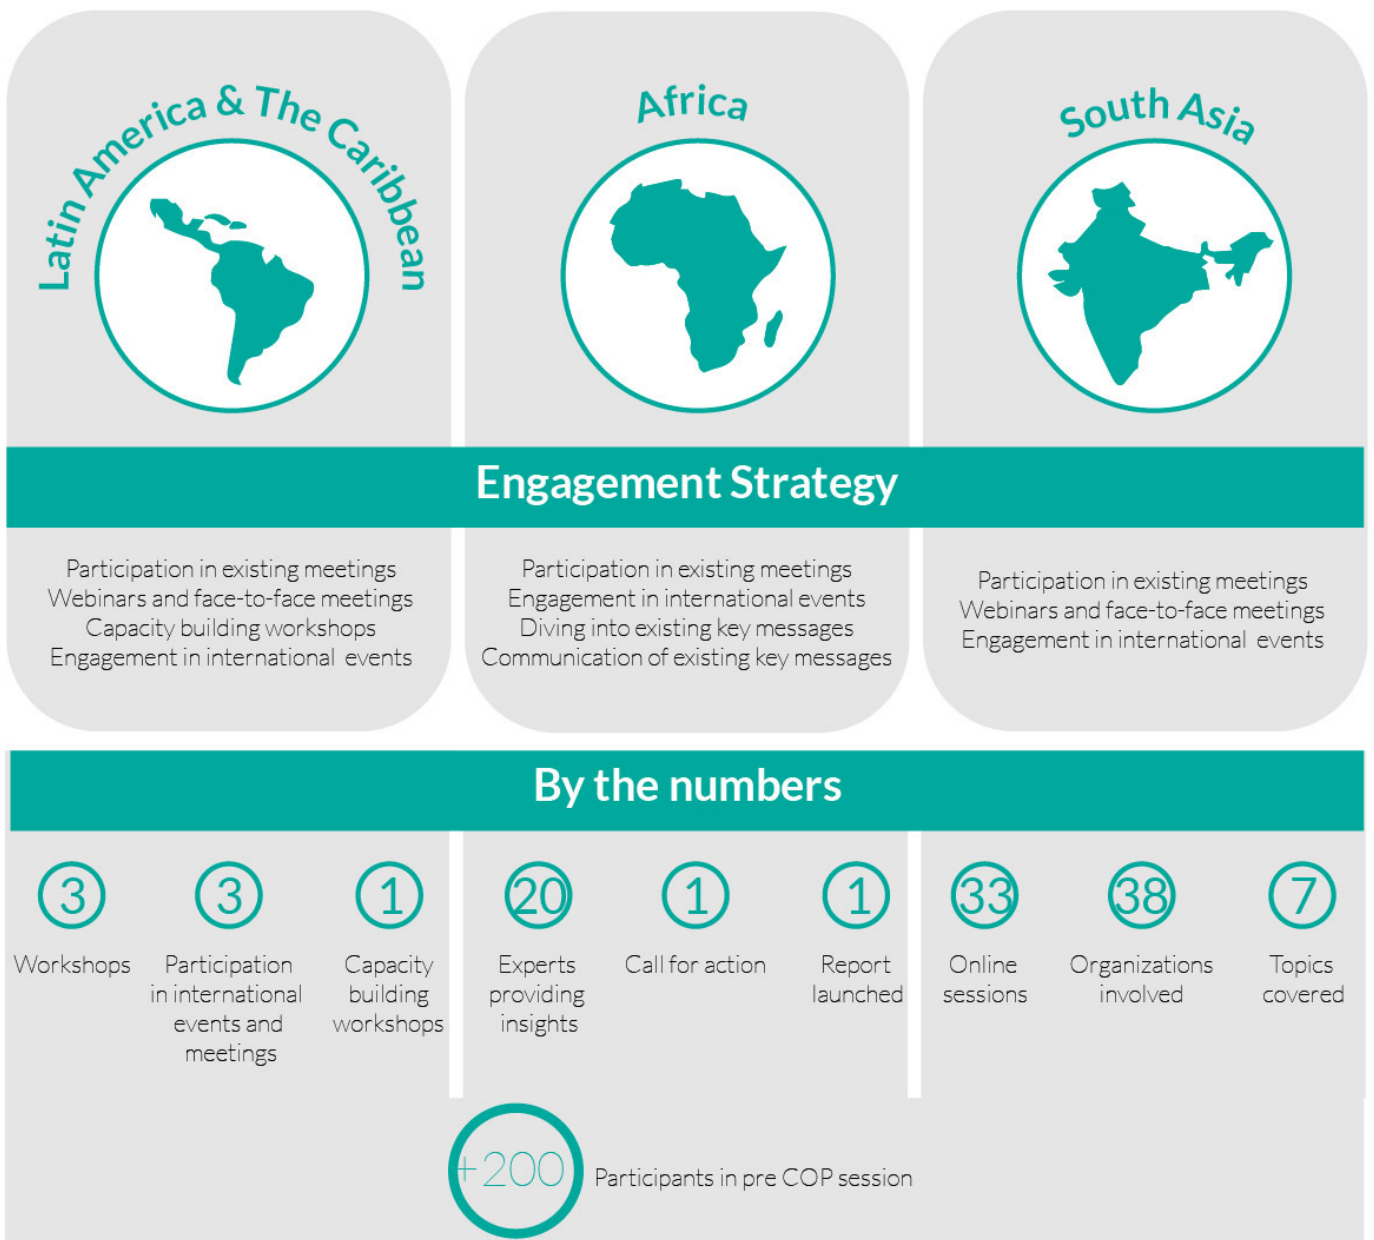 Latin America & The Caribbean
Africa
South Asia
Engagement Strategy
Participation in existing meetings
Webinars and face-to-face meetings
Capacity building workshops
Engagement in international events
Participation in existing meetings
Engagement in international events
Diving into existing key messages
Communication of existing key messages
Participation in existing meetings
Webinars and face-to-face meetings
Engagement in international events
By the numbers
3
Workshops
3
Participation
in international
events and
meetings
1
Capacity
building
workshops
20
Experts
providing
insights
1
Call for action
1
Report
launched
33
Online
sessions
38
Organizations
involved
7
Topics
covered
+200
Participants in pre COP session